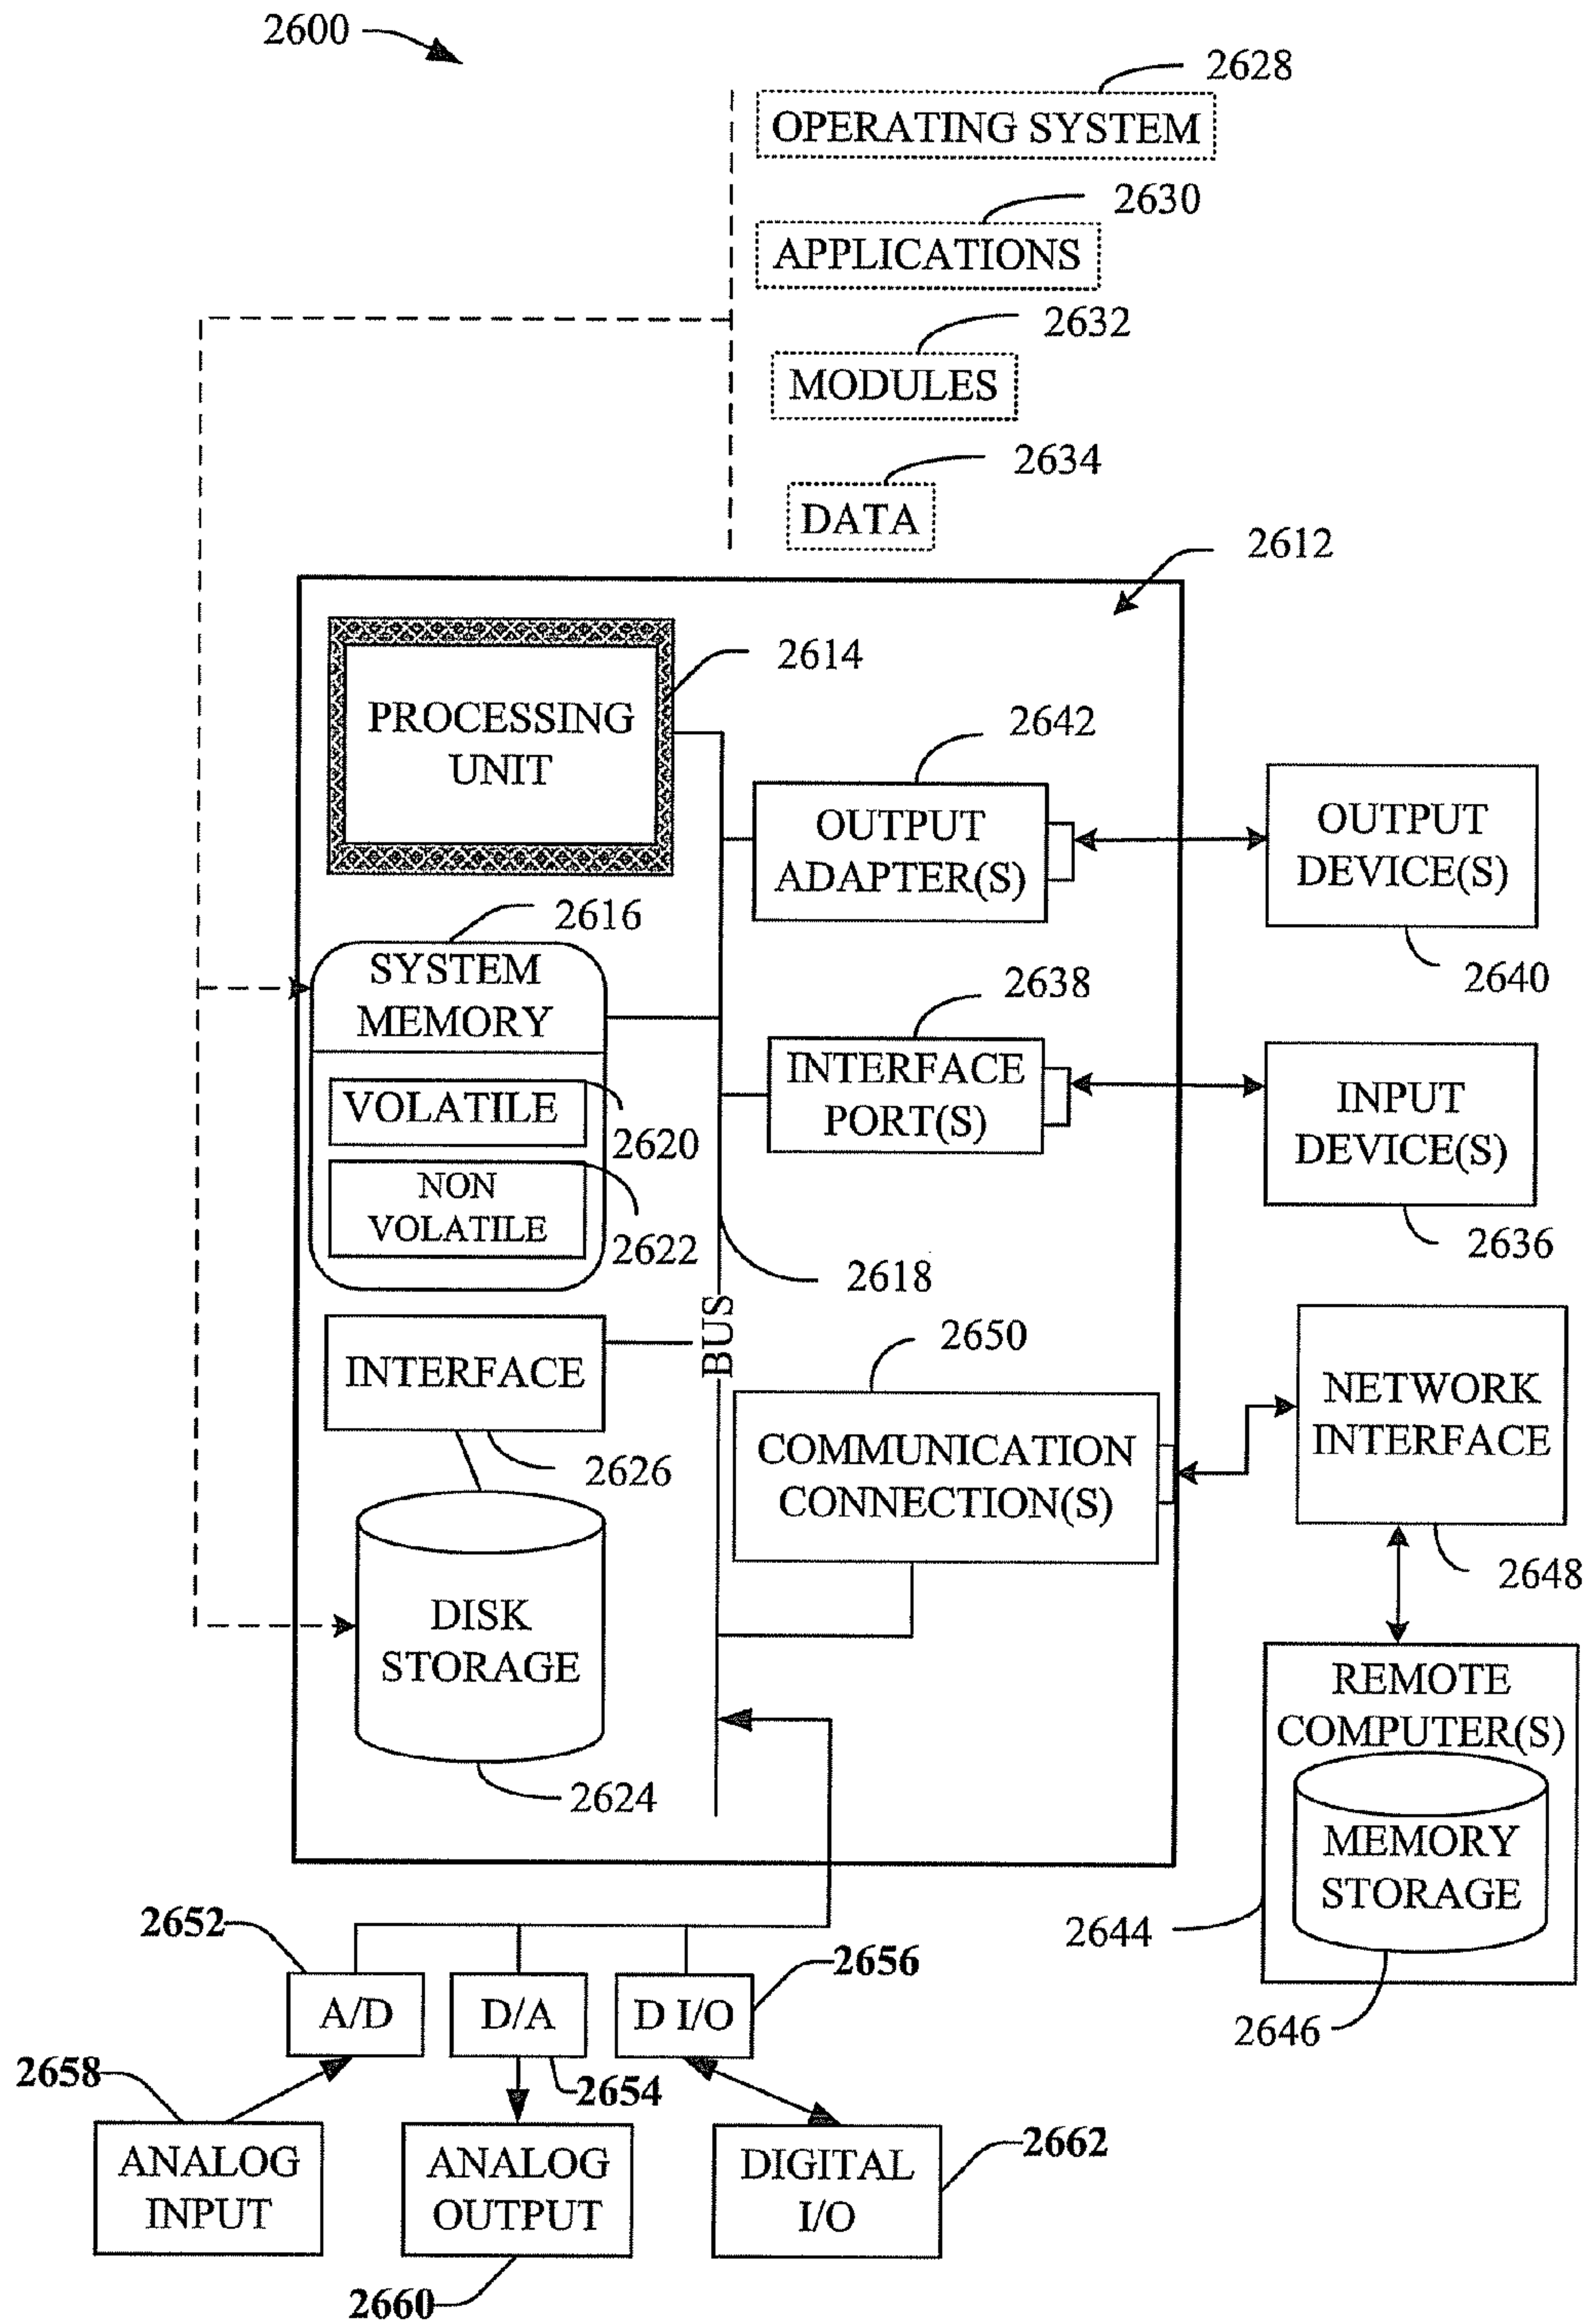 2600
2628
OPERATING SYSTEM
2630
APPLICATIONS
2632
MODULES
2634
DATA
2612
2614
PROCESSING
UNIT
2642
OUTPUT
ADAPTER(S)
OUTPUT
DEVICE(S)
2640
2616
SYSTEM
MEMORY
VOLATILE
2620
NON
VOLATILE
2622
2638
INTERFACE
PORT(S)
INPUT
DEVICE(S)
2636
2618
BUS
INTERFACE
2626
2650
COMMUNICATION
CONNECTION(S)
NETWORK
INTERFACE
2648
DISK
STORAGE
2624
REMOTE
COMPUTER(S)
MEMORY
STORAGE
2644
2646
2652
A/D
D/A
D I/O
2656
2658
2654
ANALOG
INPUT
ANALOG
OUTPUT
DIGITAL
I/O
2662
2660